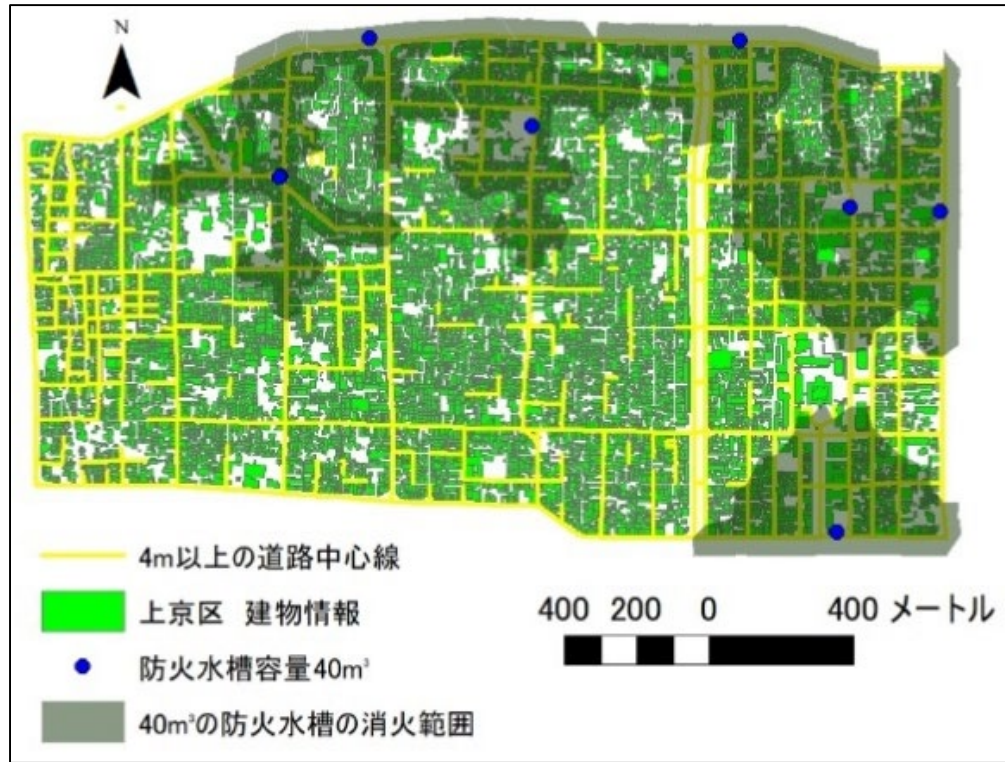 N
4m以上の道路中心線
上京区 建物情報
防火水槽容量40m³
40m³の防火水槽の消火範囲
400 200 0 400 メートル